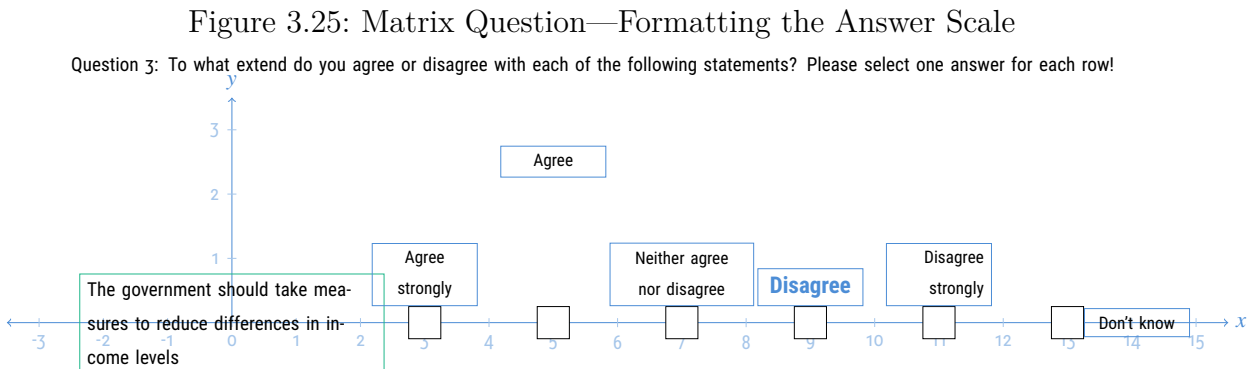 Figure 3.25: Matrix Question—Formatting the Answer Scale
Question 3: To what extend do you agree or disagree with each of the following statements? Please select one answer for each row!
y
3
Agree
2
1
Agree
strongly
Neither agree
nor disagree
Disagree
Disagree
strongly
The government should take mea-
sures to reduce differences in in-
come levels
Don't know
x
-3 -2 -1 0 1 2 3 4 5 6 7 8 9 10 11 12 13 14 15